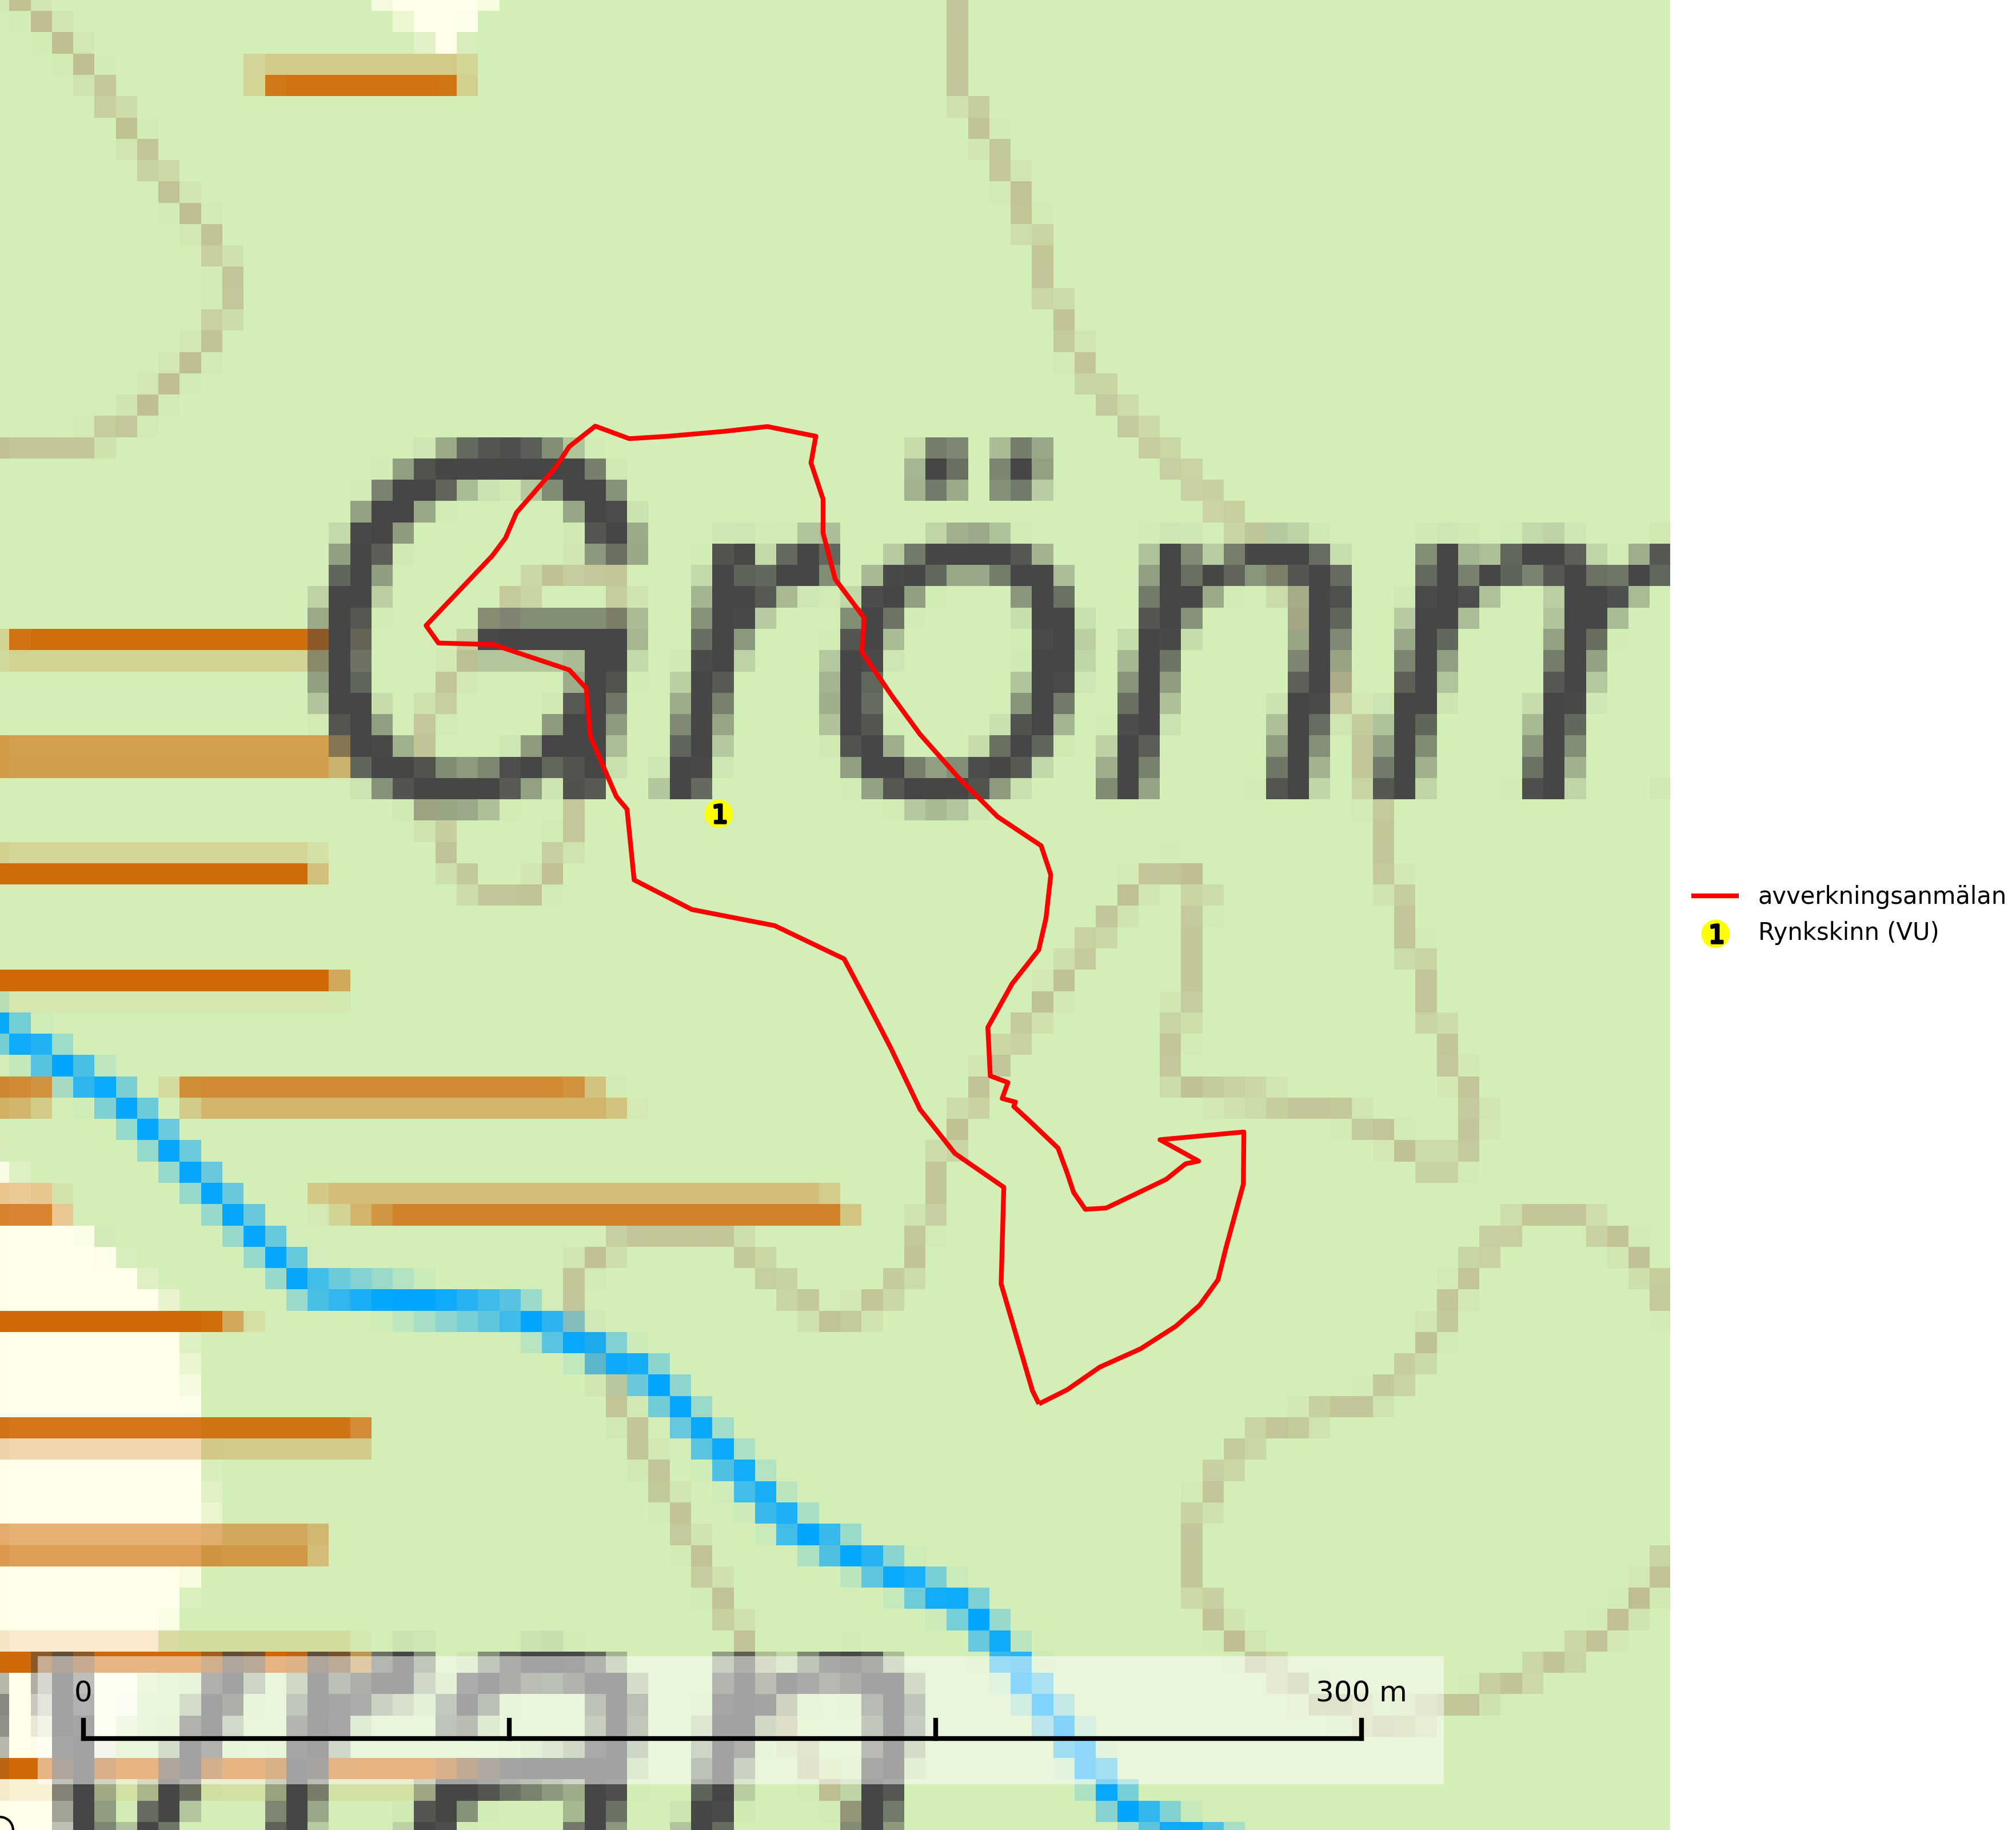 Grönm
1
avverkningsanmälan
1 Rynkskinn (VU)
0 300 m